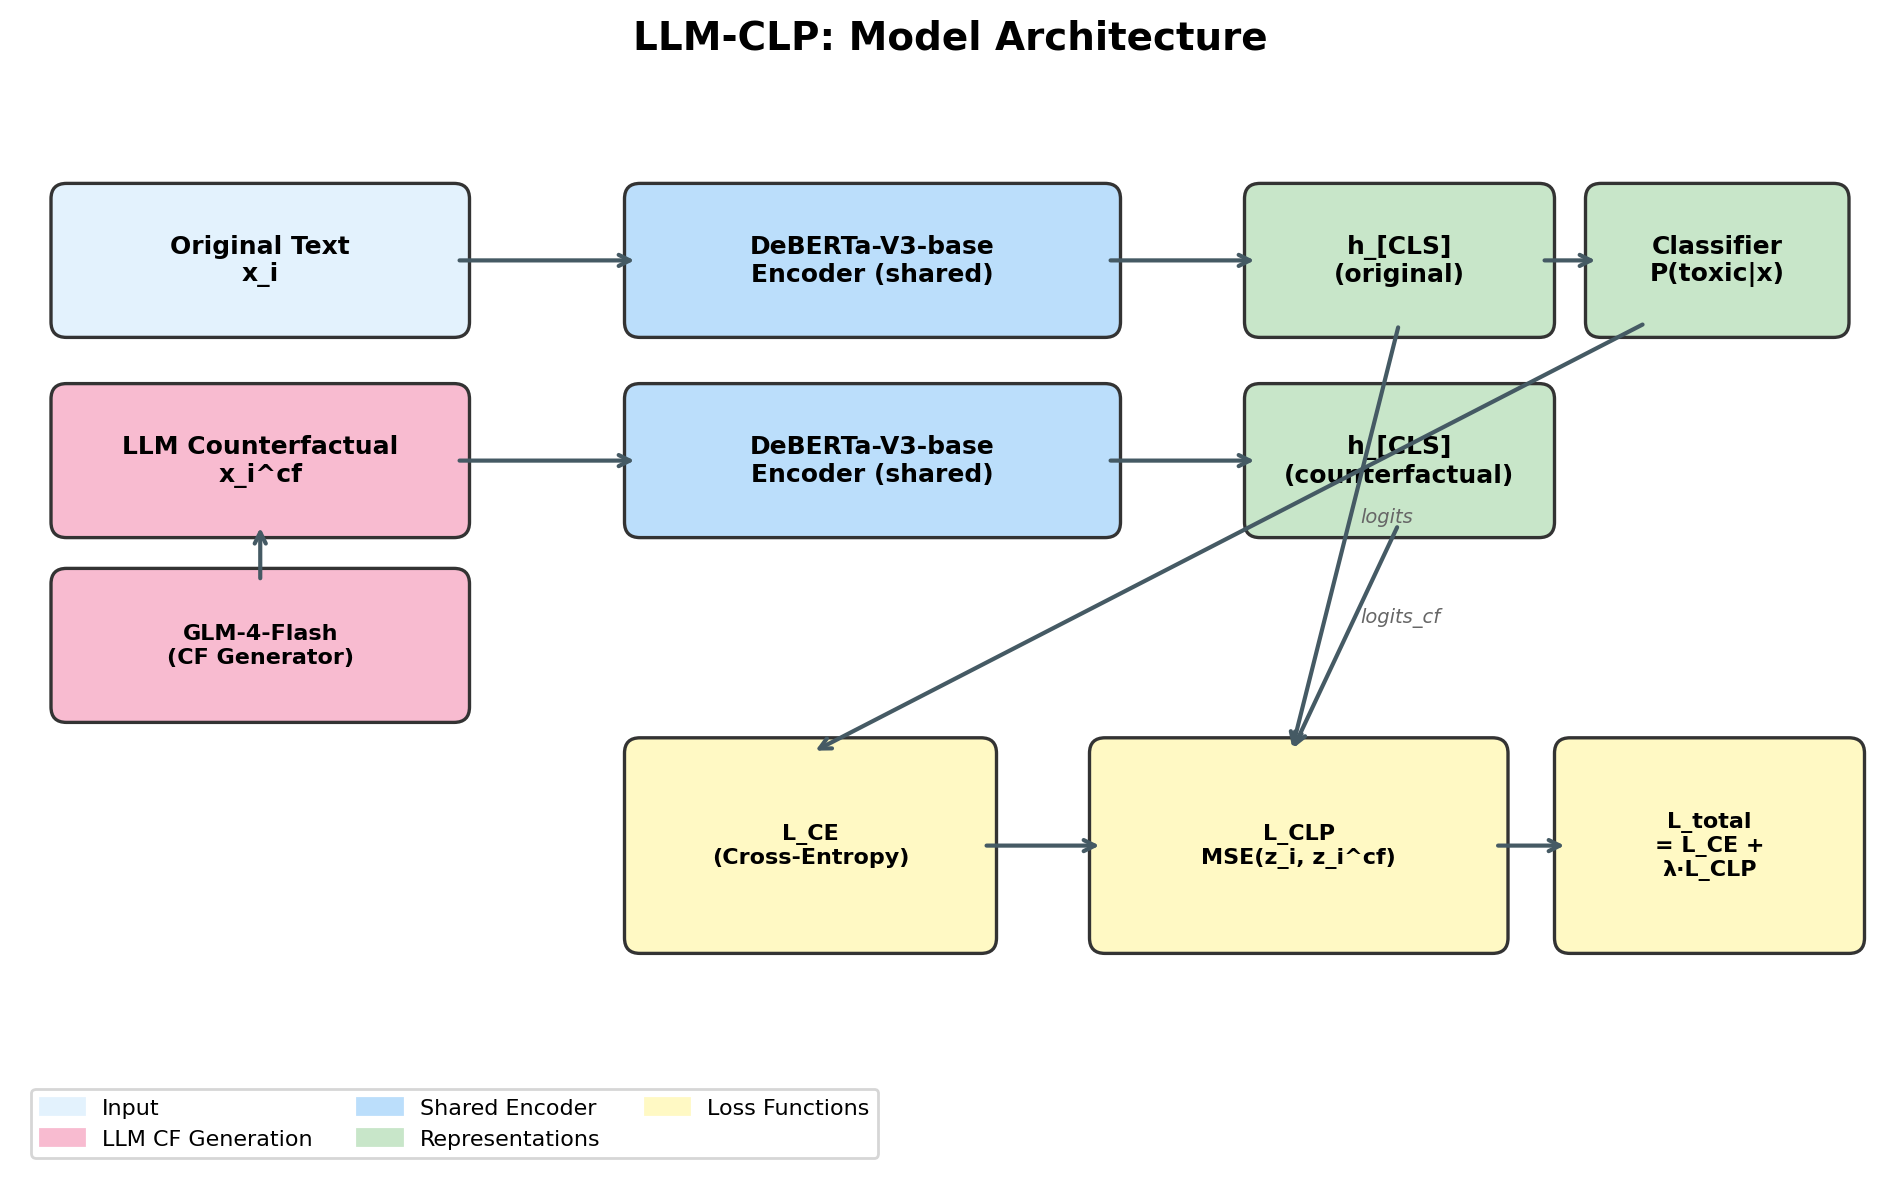 LLM-CLP: Model Architecture
Original Text
x_i
DeBERTa-V3-base
Encoder (shared)
h_[CLS]
(original)
Classifier
P(toxic|x)
LLM Counterfactual
x_i^cf
DeBERTa-V3-base
Encoder (shared)
h_[CLS]
(counterfactual)
logits
GLM-4-Flash
(CF Generator)
logits_cf
L_CE
(Cross-Entropy)
L_CLP
MSE(z_i, z_i^cf)
L_total
= L_CE +
λ·L_CLP
Input
LLM CF Generation
Shared Encoder
Representations
Loss Functions